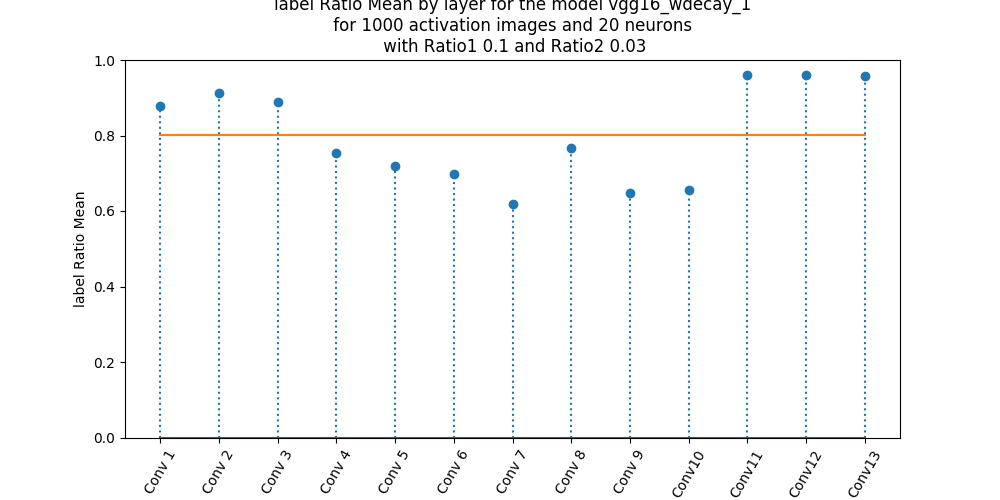 label Ratio Mean by layer for the model vgg16_wdecay_1
for 1000 activation images and 20 neurons
with Ratio1 0.1 and Ratio2 0.03
1.0
0.8
0.6
0.4
0.2
0.0
label Ratio Mean
Conv 1
Conv 2
Conv 3
Conv 4
Conv 5
Conv 6
Conv 7
Conv 8
Conv 9
Conv10
Conv11
Conv12
Conv13